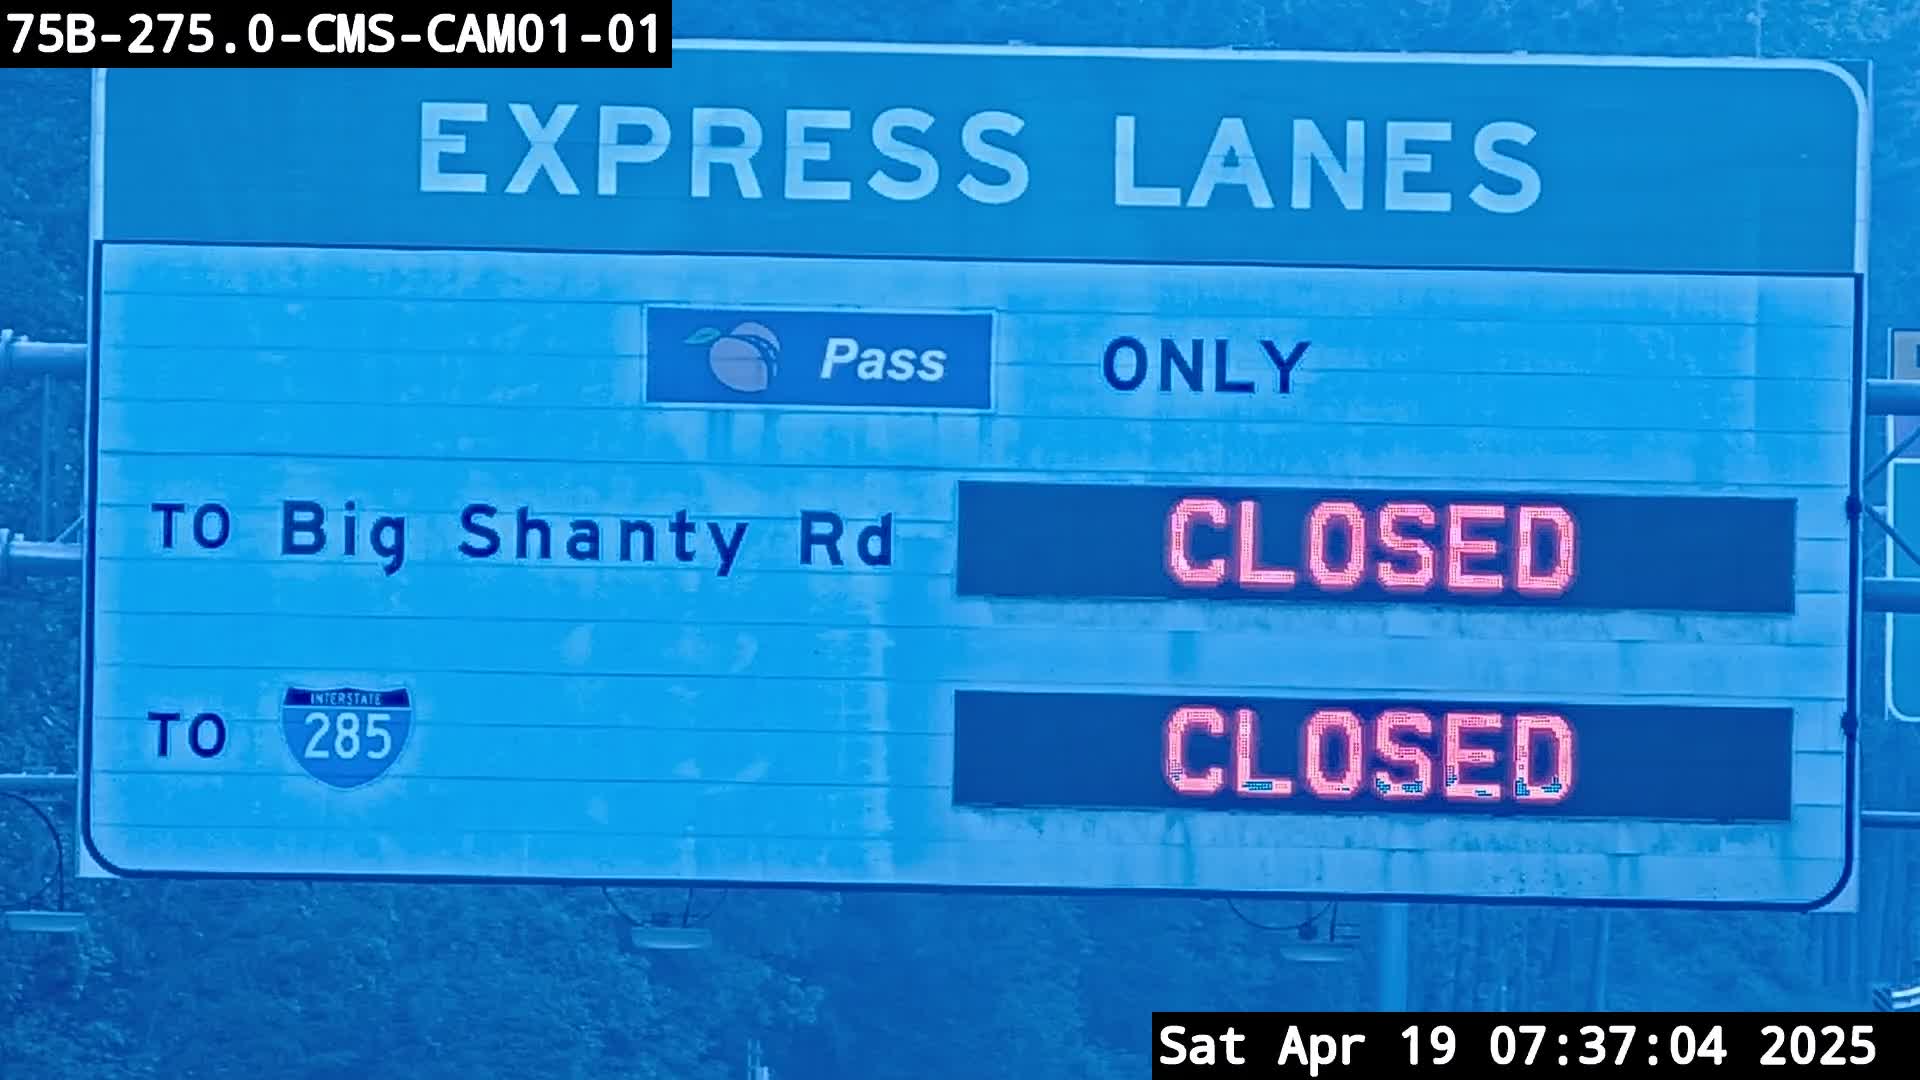 75B-275.0-CMS-CAM01-01
EXPRESS LANES
Pass ONLY
TO Big Shanty Rd CLOSED
INTERSTATE
TO 285 CLOSED
Sat Apr 19 07:37:04 2025